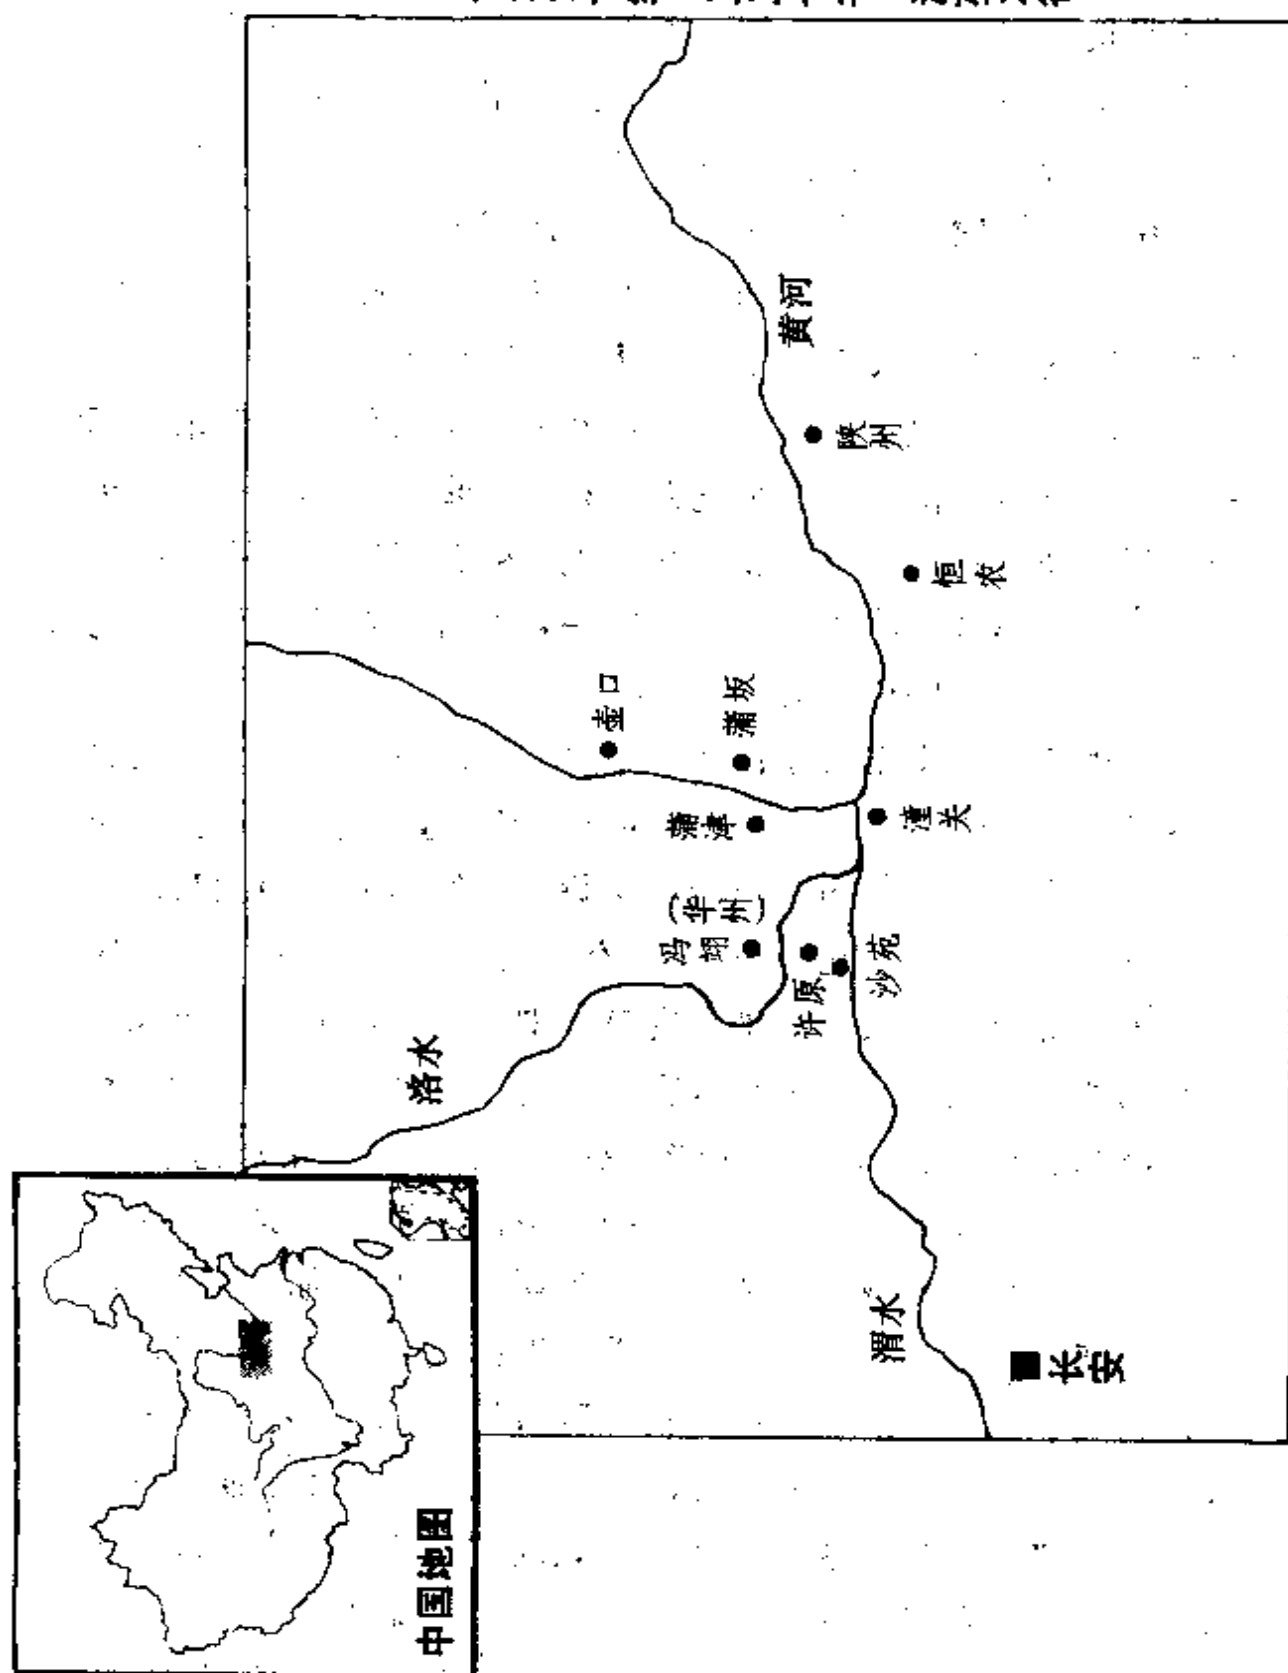 黄河
陕州
恒农
壶口
蒲坂
蒲津
潼关
(华州)
冯翊
许原
沙苑
洛水
渭水
长安
中国地图